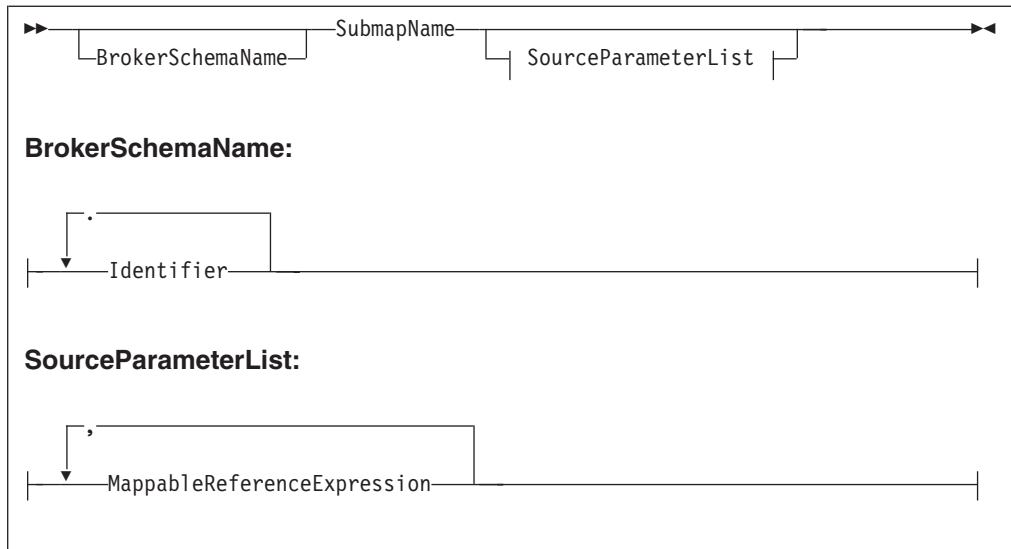 SubmapName
BrokerSchemaName SourceParameterList
BrokerSchemaName:
.
Identifier
SourceParameterList:
,
MappableReferenceExpression